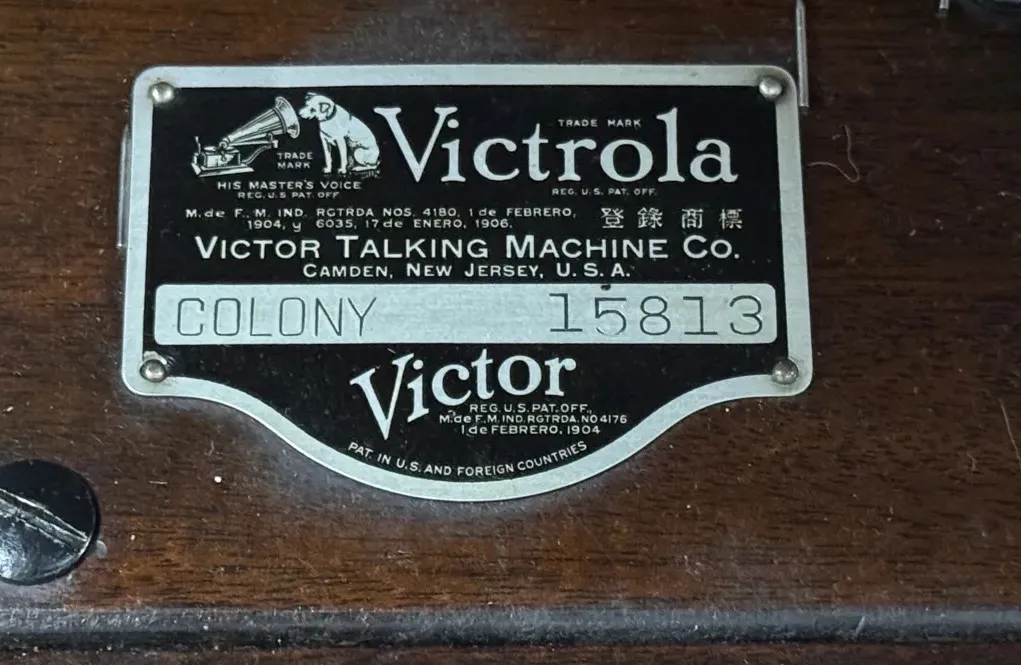 Victrola
TRADE MARK
REG. U.S. PAT. OFF.
TRADE
MARK
HIS MASTER'S VOICE
REG. U.S. PAT. OFF.
M. de F. M. IND. RGTRDA NOS. 4180, 1 de FEBRERO,
1904, y 6035, 17 de ENERO, 1906.
登錄商標
VICTOR TALKING MACHINE CO.
CAMDEN, NEW JERSEY, U.S.A.
COLONY 15813
Victor
REG. U.S. PAT. OFF.,
M. de F. M. IND. RGTRDA. NO 4176
1 de FEBRERO, 1904
PAT. IN U.S. AND FOREIGN COUNTRIES